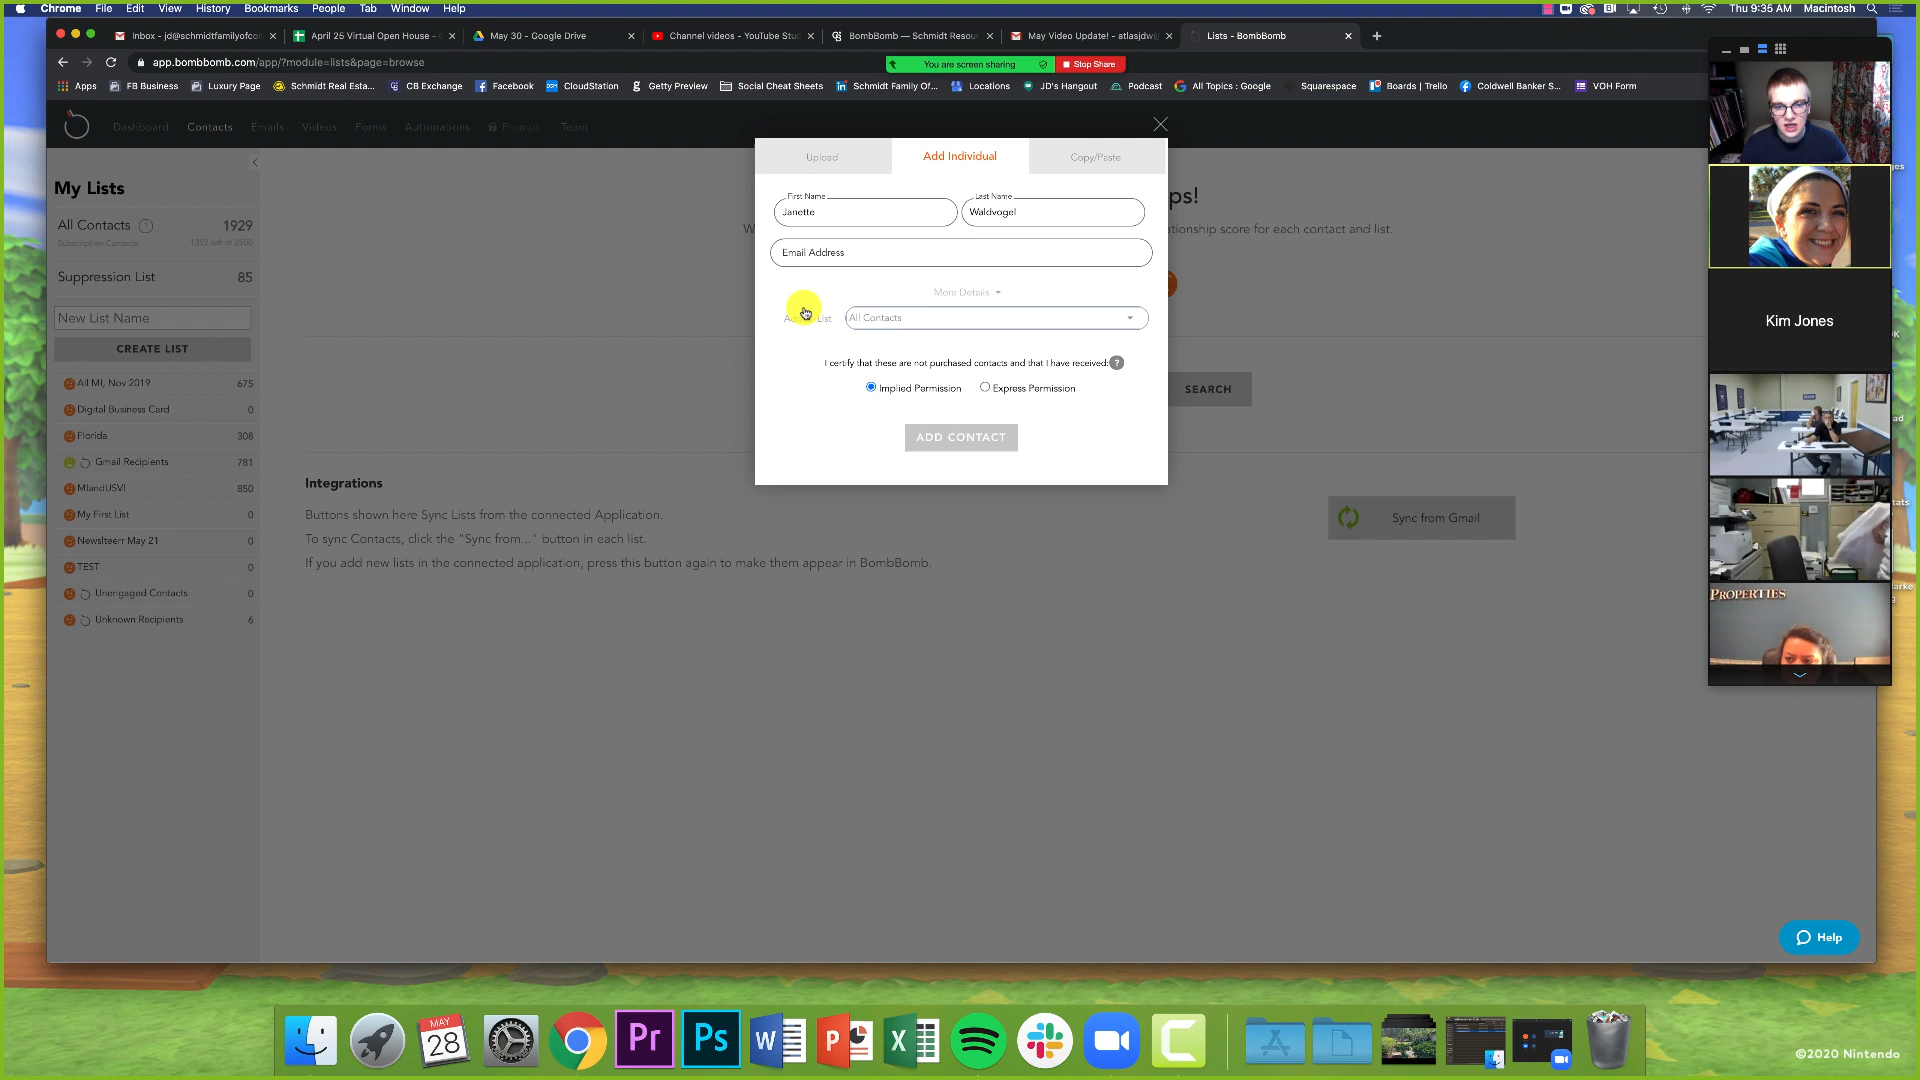 Chrome File Edit View History Bookmarks People Tab Window Help
Thu 9:35 AM Macintosh
Inbox - jd@schmidtfamilyofco
April 25 Virtual Open House -
May 30 - Google Drive
Channel videos - YouTube Stud
BombBomb — Schmidt Resour
May Video Update! - atlasjdw@
Lists - BombBomb
app.bombbomb.com/app/?module=lists&page=browse
You are screen sharing
Stop Share
Apps
FB Business
Luxury Page
Schmidt Real Esta...
CB Exchange
Facebook
CloudStation
Getty Preview
Social Cheat Sheets
Schmidt Family Of...
Locations
JD's Hangout
Podcast
All Topics : Google
Squarespace
Boards | Trello
Coldwell Banker S...
VOH Form
Dashboard Contacts Emails Videos Forms Automations Prompt Team
My Lists
All Contacts ? 1929
Subscription Contacts 1352 left of 2500
Suppression List 85
New List Name
CREATE LIST
All MI, Nov 2019 675
Digital Business Card 0
Florida 308
Gmail Recipients 781
MIandUSVI 850
My First List 0
Newslteerr May 21 0
TEST 0
Unengaged Contacts 0
Unknown Recipients 6
Upload
Add Individual
Copy/Paste
First Name
Janette
Last Name
Waldvogel
Email Address
More Details
List
All Contacts
I certify that these are not purchased contacts and that I have received: ?
Implied Permission
Express Permission
ADD CONTACT
ps!
W
tionship score for each contact and list.
SEARCH
Integrations
Buttons shown here Sync Lists from the connected Application.
To sync Contacts, click the "Sync from..." button in each list.
If you add new lists in the connected application, press this button again to make them appear in BombBomb.
Sync from Gmail
Kim Jones
PROPERTIES
Help
MAY
28
Pr
Ps
W
P
X
©2020 Nintendo